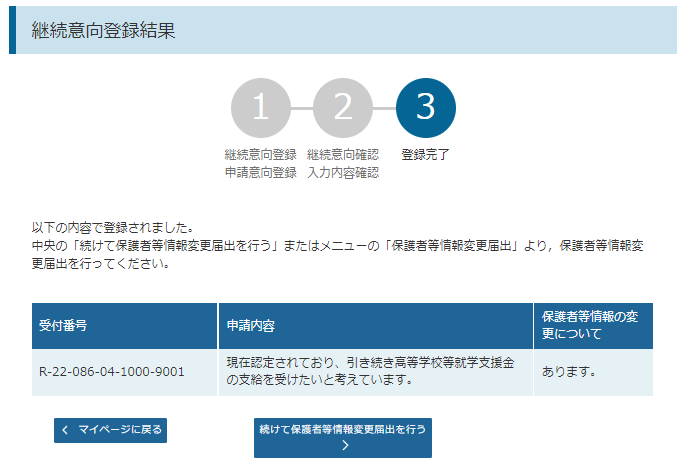 継続意向登録結果
1 2 3
継続意向登録 継続意向確認 登録完了
申請意向登録 入力内容確認
以下の内容で登録されました。
中央の「続けて保護者等情報変更届出を行う」またはメニューの「保護者等情報変更届出」より，保護者等情報変
更届出を行ってください。
受付番号 申請内容 保護者等情報の変
更について
R-22-086-04-1000-9001 現在認定されており、引き続き高等学校等就学支援金 あります。
の支給を受けたいと考えています。
マイページに戻る 続けて保護者等情報変更届出を行う